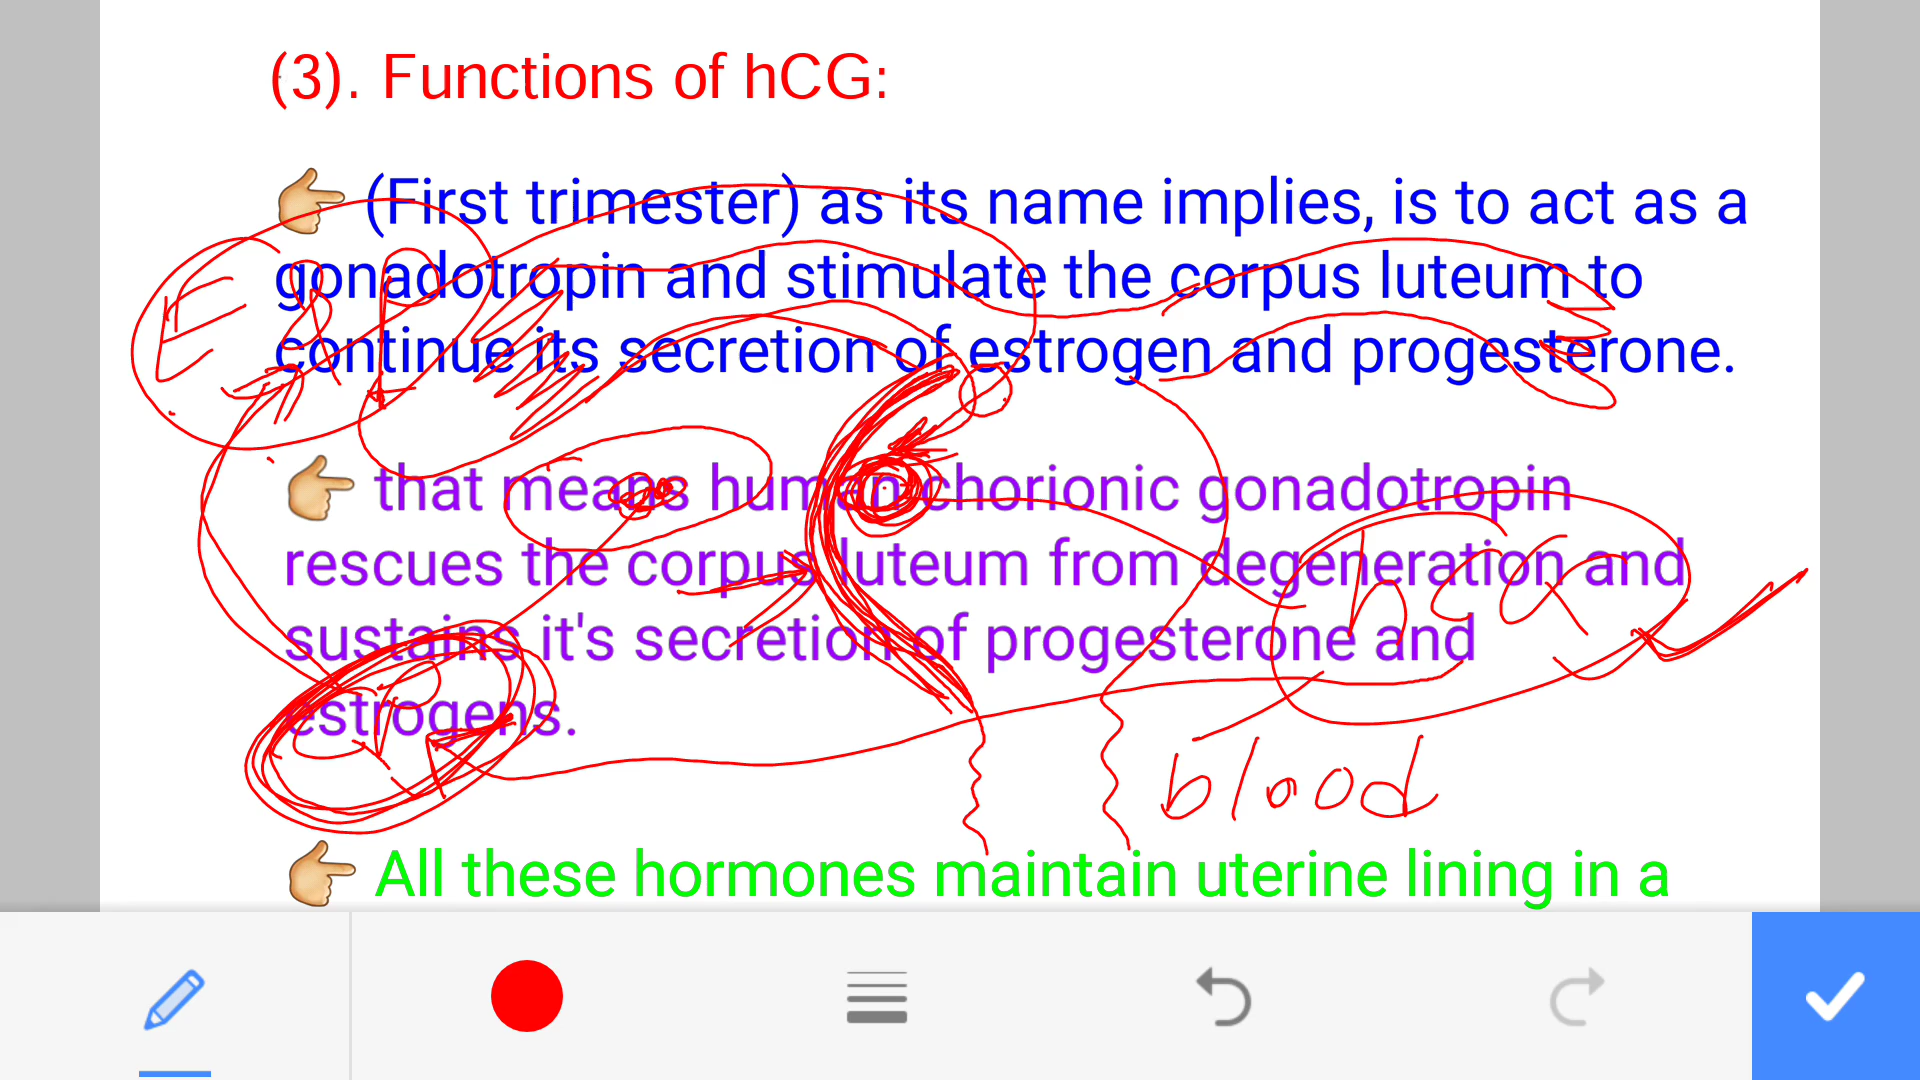 (3). Functions of hCG:
(First trimester) as its name implies, is to act as a
gonadotropin and stimulate the corpus luteum to
continue its secretion of estrogen and progesterone.
E & P
that means human chorionic gonadotropin
rescues the corpus luteum from degeneration and
hCG
sustains it's secretion of progesterone and
estrogens.
blood
All these hormones maintain uterine lining in a